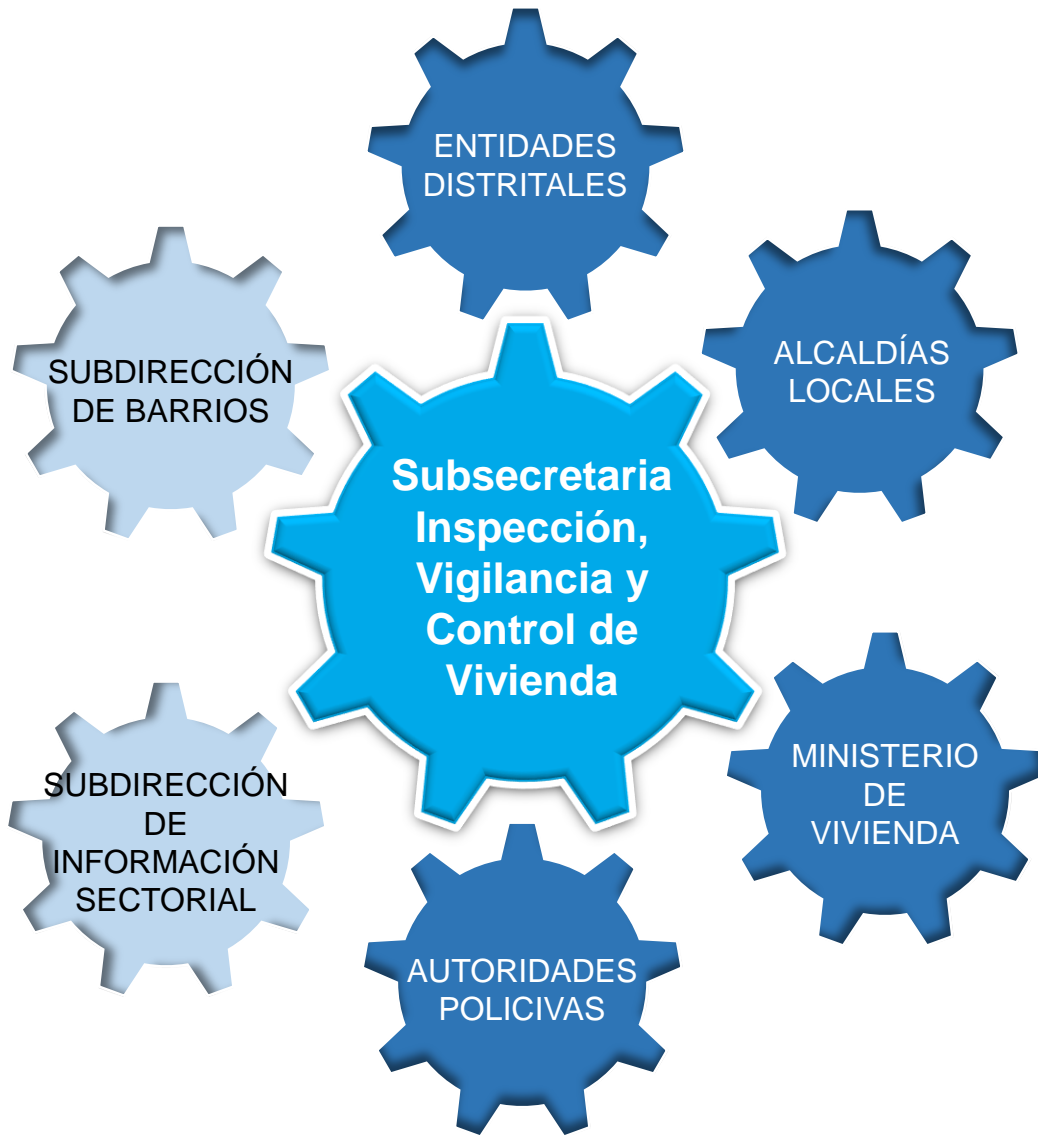 ENTIDADES
DISTRITALES
SUBDIRECCIÓN
DE BARRIOS
ALCALDÍAS
LOCALES
Subsecretaria
Inspección,
Vigilancia y
Control de
Vivienda
SUBDIRECCIÓN
DE
INFORMACIÓN
SECTORIAL
MINISTERIO
DE
VIVIENDA
AUTORIDADES
POLICIVAS